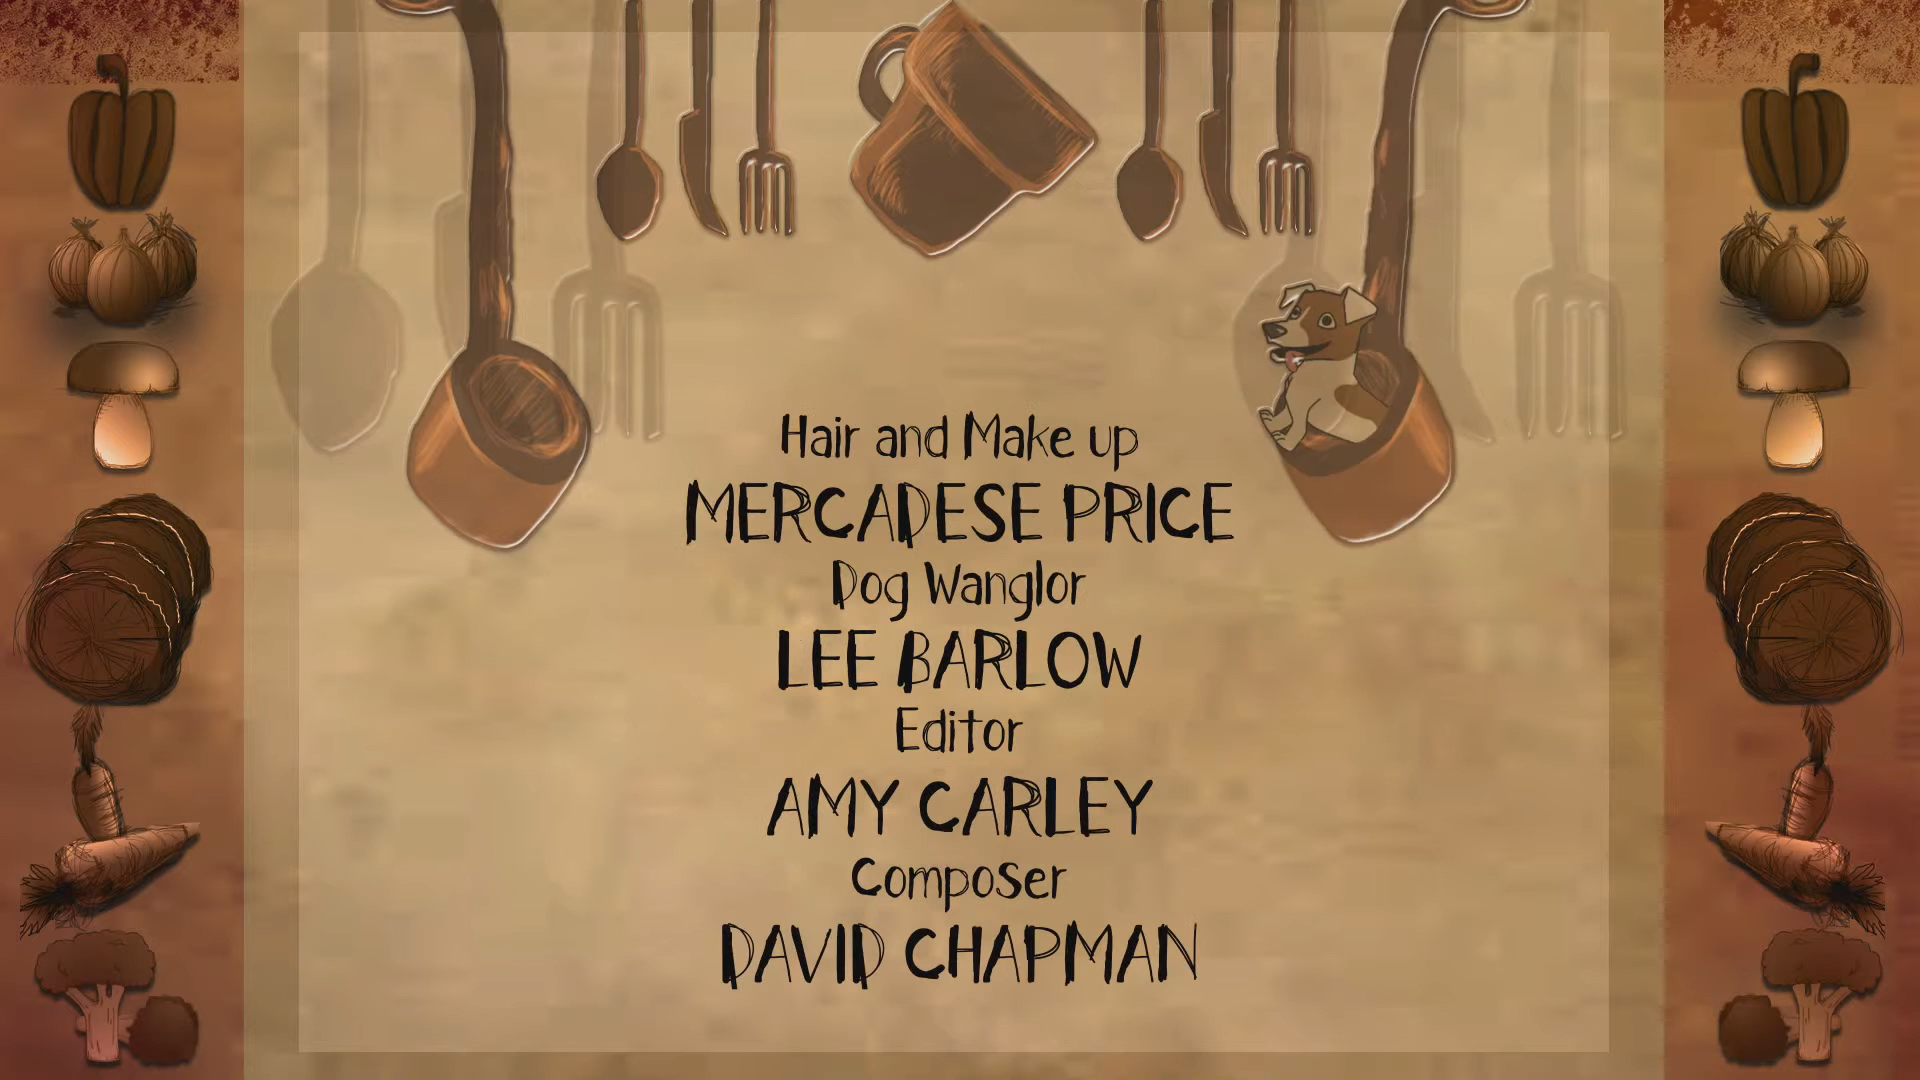 Hair and Make up
MERCADESE PRICE
Dog Wanglor
LEE BARLOW
Editor
AMY CARLEY
Composer
DAVID CHAPMAN